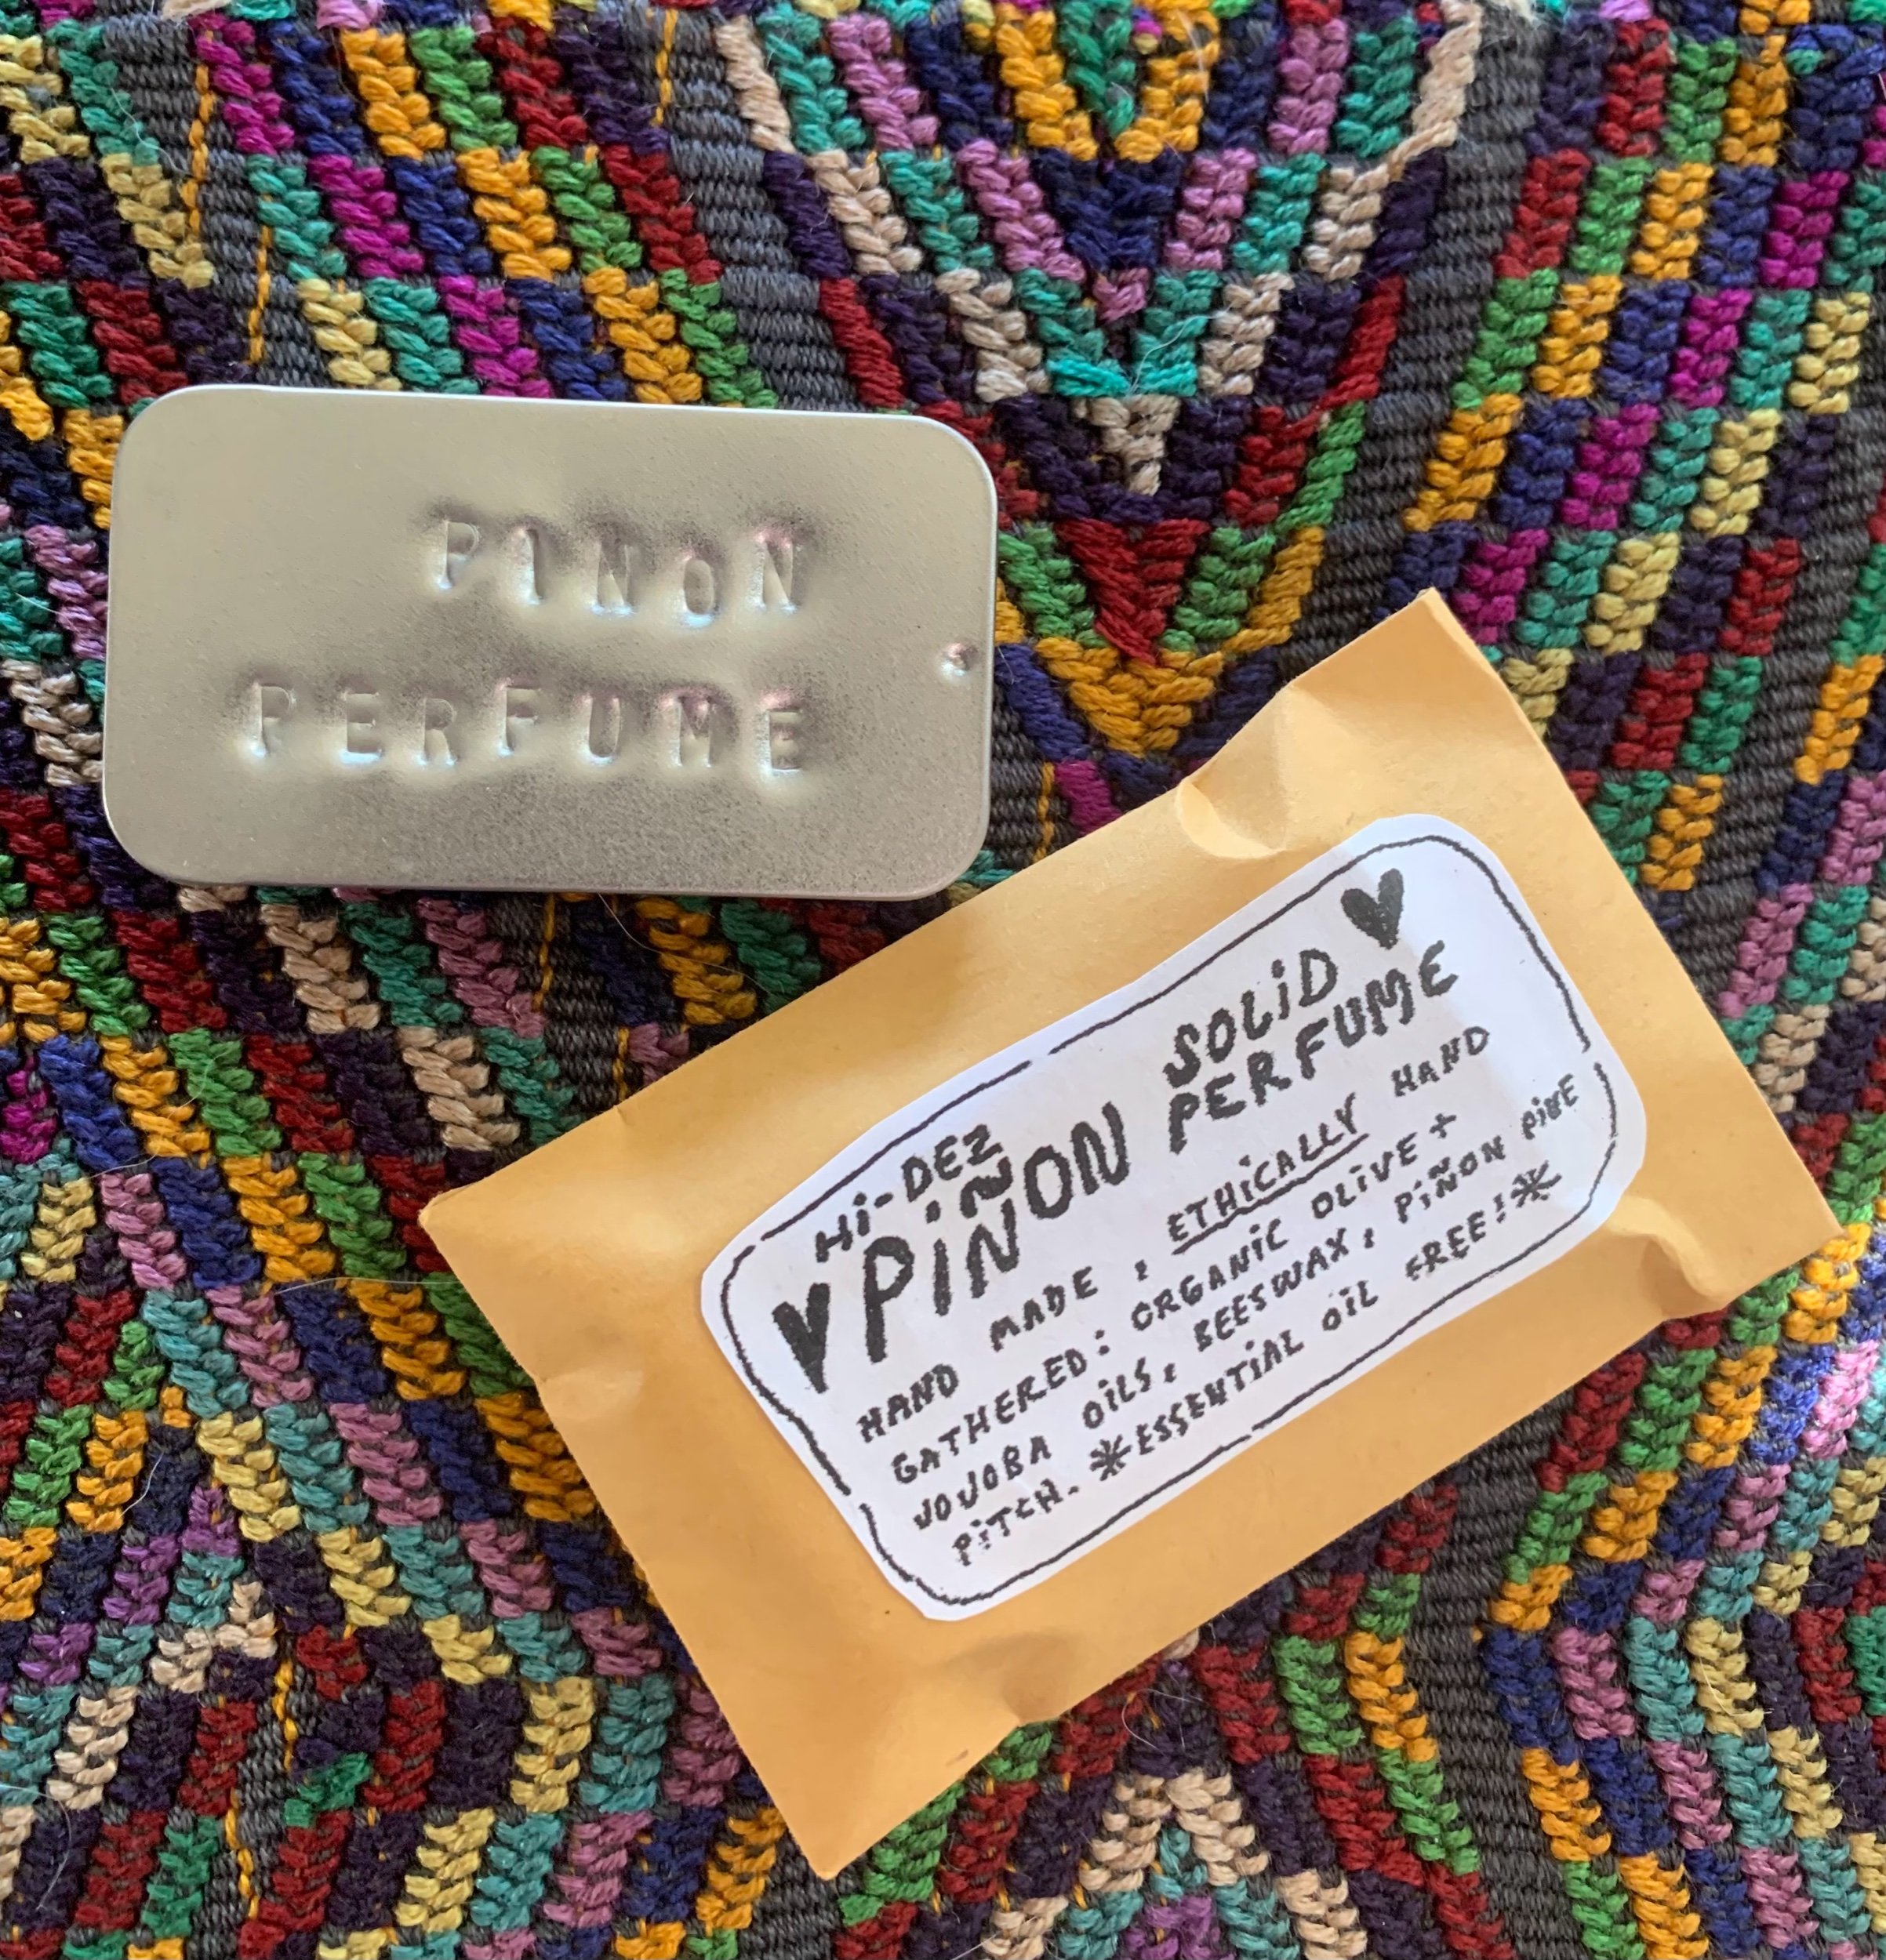 PINON
PERFUME
Hi-DEZ
PiÑON SOLiD
PERFUME
HAND MADE, ETHiCALLY HAND
GATHERED: ORGANiC OLiVE +
JOJOBA OiLS, BEESWAX, PiÑON PiNE
PiTCH. *ESSENTiAL OiL FREE!*